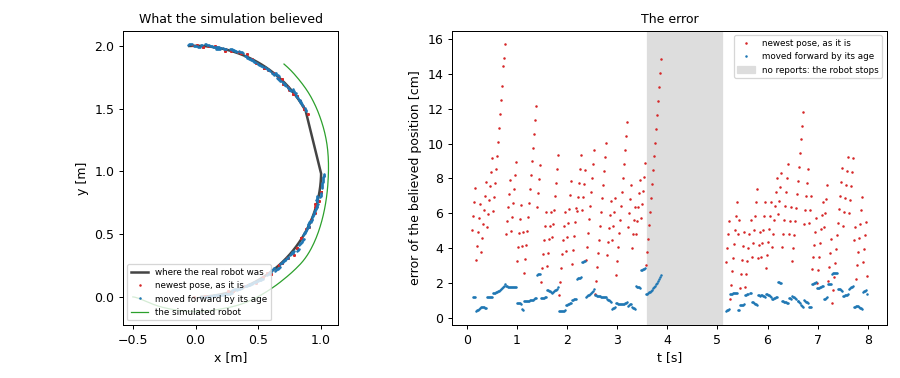 What the simulation believed
2.0
1.5
1.0
0.5
0.0
y [m]
where the real robot was
newest pose, as it is
moved forward by its age
the simulated robot
−0.5
0.0
0.5
1.0
x [m]
The error
16
14
12
10
8
6
4
2
0
error of the believed position [cm]
newest pose, as it is
moved forward by its age
no reports: the robot stops
0
1
2
3
4
5
6
7
8
t [s]